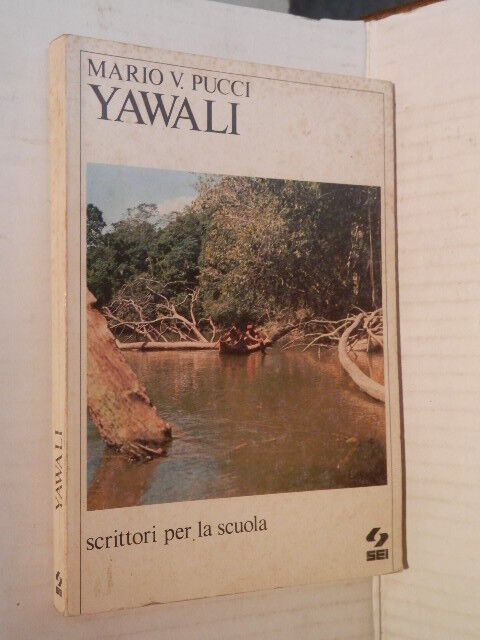 MARIO V. PUCCI
YAWALI
scrittori per la scuola
SEI
YAWALI